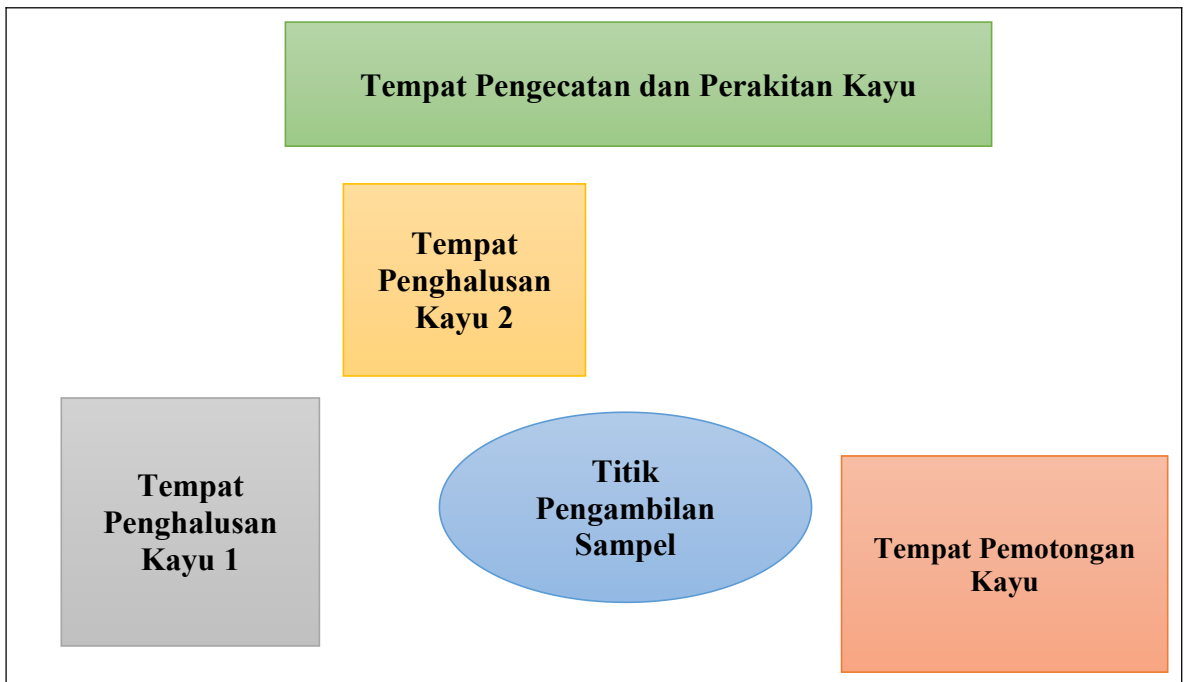 Tempat Pengecatan dan Perakitan Kayu
Tempat
Penghalusan
Kayu 2
Tempat
Penghalusan
Kayu 1
Titik
Pengambilan
Sampel
Tempat Pemotongan
Kayu